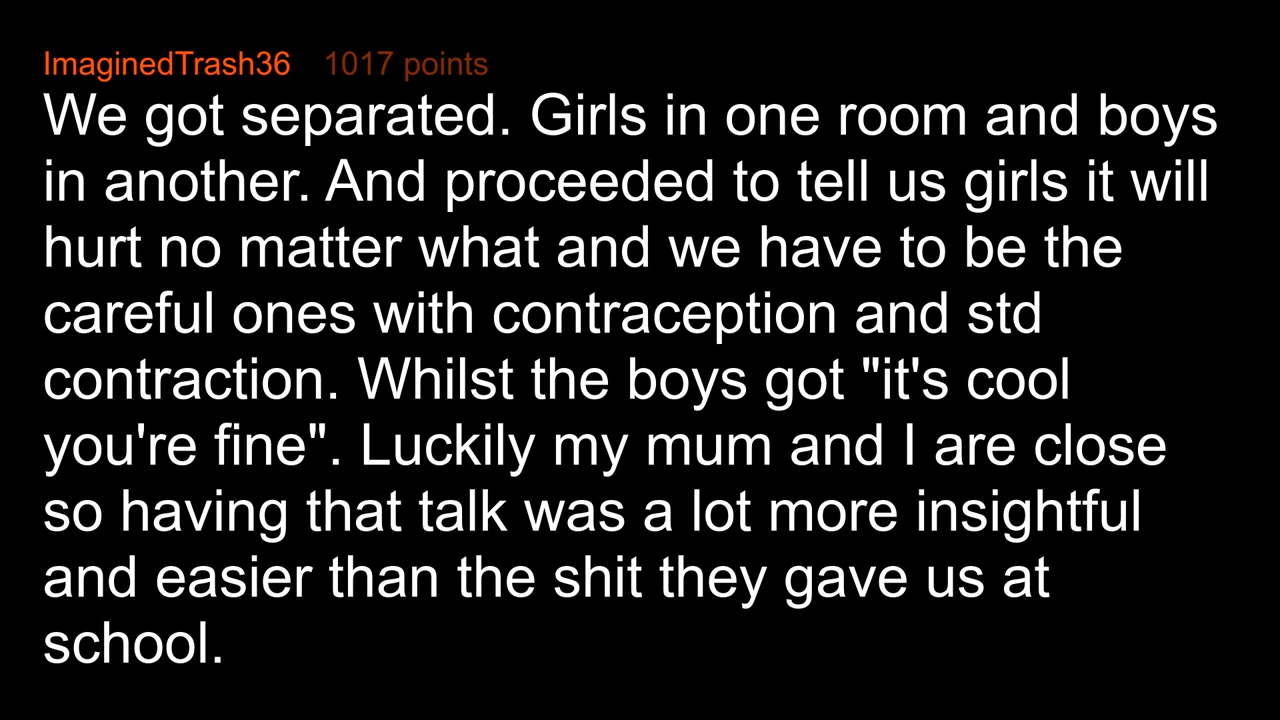 ImaginedTrash36 1017 points
We got separated. Girls in one room and boys
in another. And proceeded to tell us girls it will
hurt no matter what and we have to be the
careful ones with contraception and std
contraction. Whilst the boys got "it's cool
you're fine". Luckily my mum and I are close
so having that talk was a lot more insightful
and easier than the shit they gave us at
school.